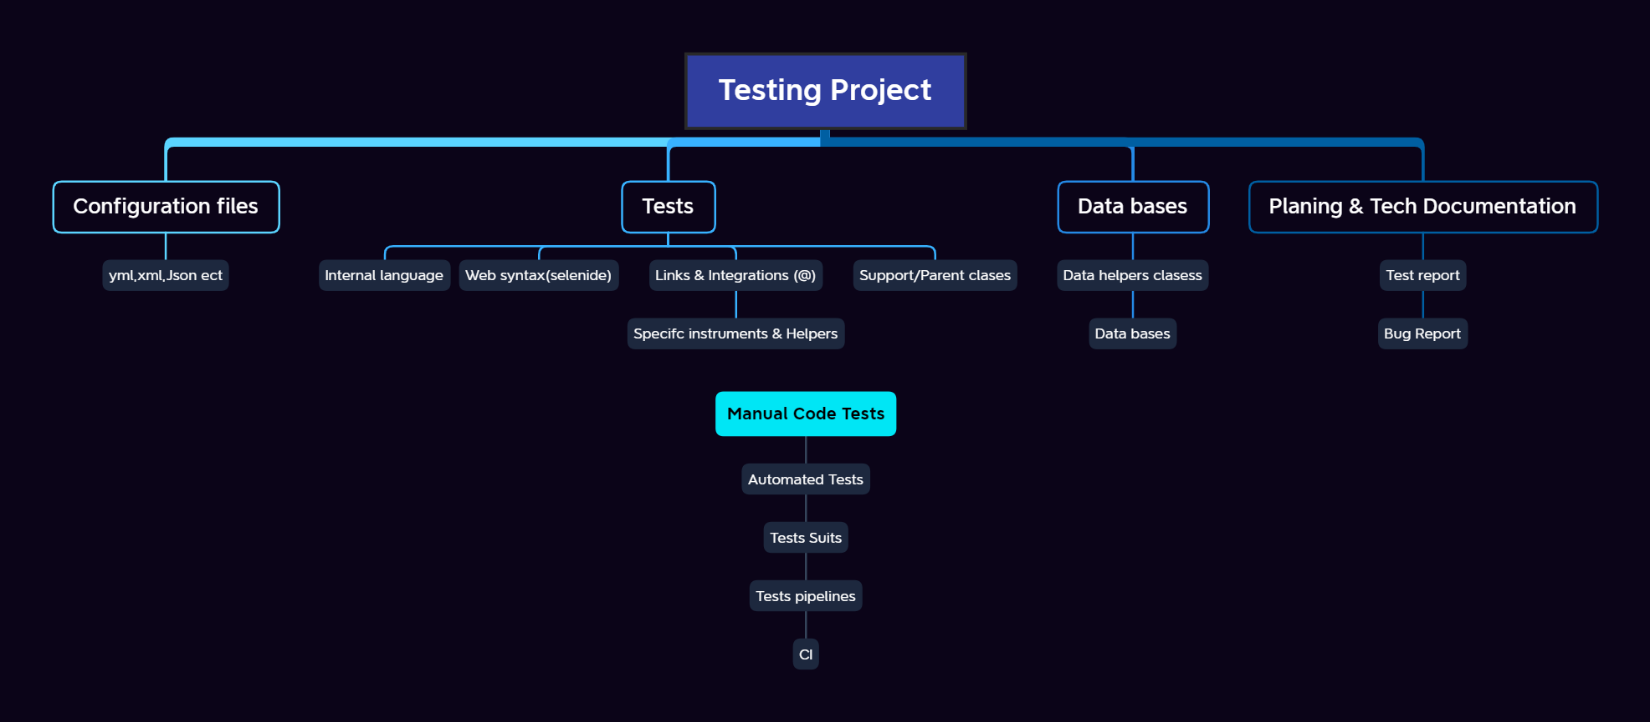 Testing Project
Configuration files
Tests
Data bases
Planing & Tech Documentation
yml,xml,Json ect
Internal language
Web syntax(selenide)
Links & Integrations (@)
Support/Parent clases
Data helpers clasess
Test report
Specifc instruments & Helpers
Data bases
Bug Report
Manual Code Tests
Automated Tests
Tests Suits
Tests pipelines
CI